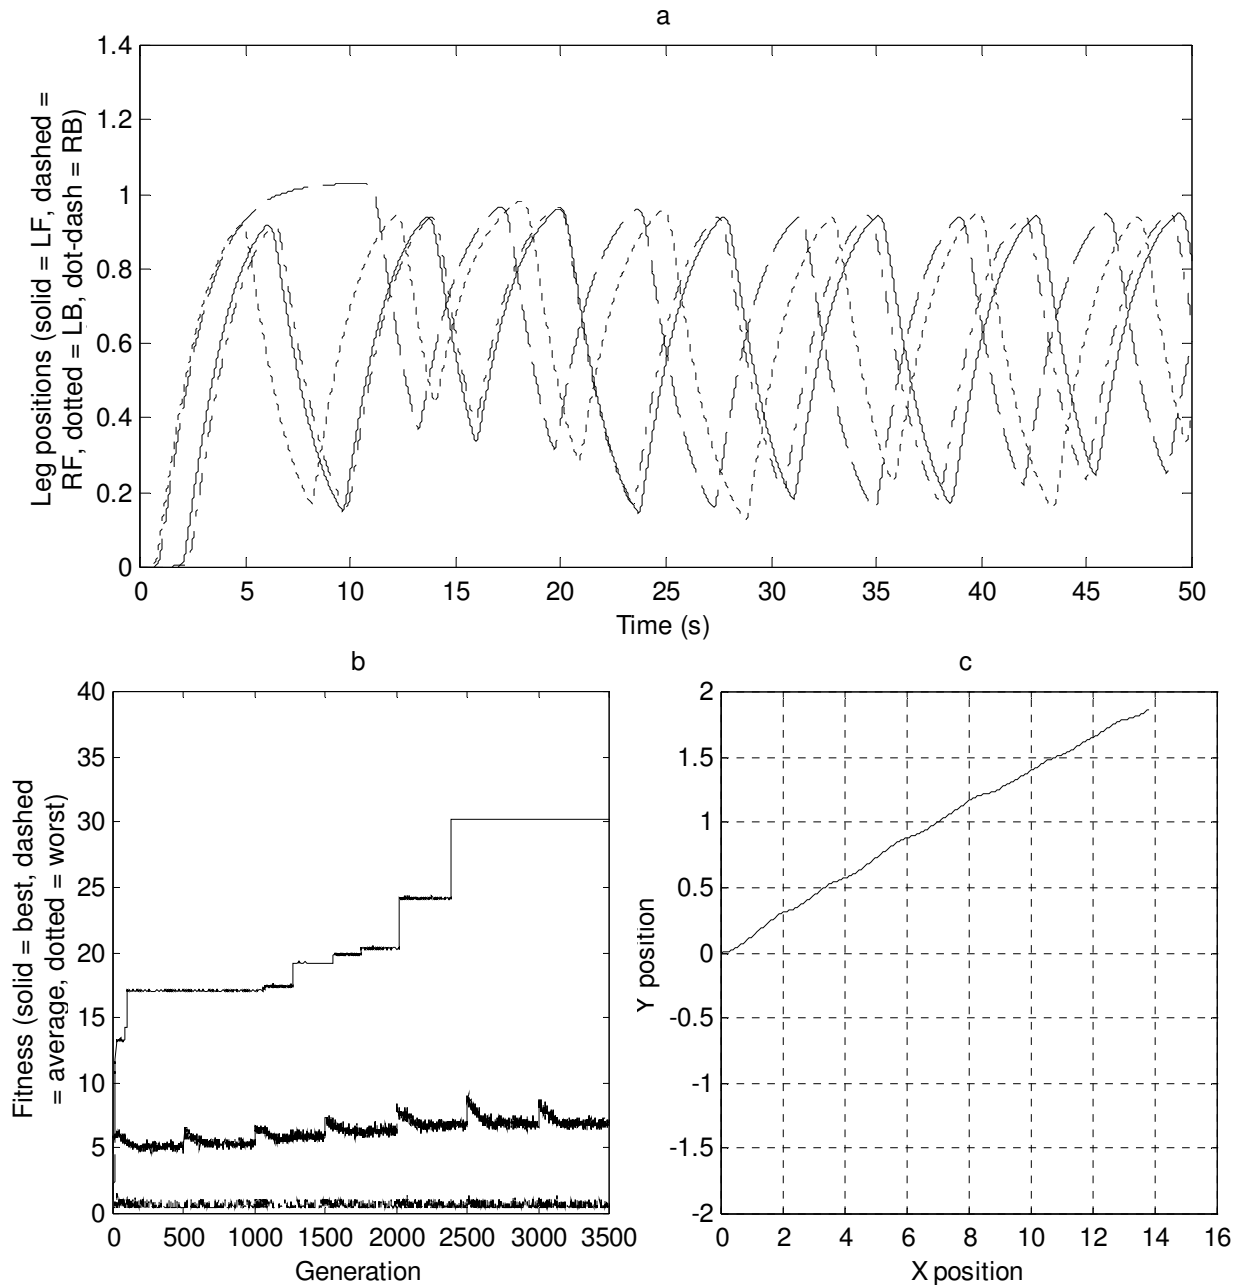 a
1.4
1.2
1
0.8
0.6
0.4
0.2
0
Leg positions (solid = LF, dashed =
RF, dotted = LB, dot-dash = RB)
0 5 10 15 20 25 30 35 40 45 50
Time (s)
b
40
35
30
25
20
15
10
5
0
Fitness (solid = best, dashed
= average, dotted = worst)
0 500 1000 1500 2000 2500 3000 3500
Generation
c
2
1.5
1
0.5
0
-0.5
-1
-1.5
-2
Y position
0 2 4 6 8 10 12 14 16
X position